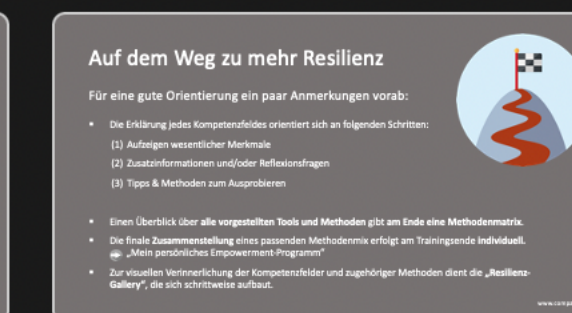 Auf dem Weg zu mehr Resilienz
Für eine gute Orientierung ein paar Anmerkungen vorab:
▪ Die Erklärung jedes Kompetenzfeldes orientiert sich an folgenden Schritten:
(1) Aufzeigen wesentlicher Merkmale
(2) Zusatzinformationen und/oder Reflexionsfragen
(3) Tipps & Methoden zum Ausprobieren
▪ Einen Überblick über alle vorgestellten Tools und Methoden gibt am Ende eine Methodenmatrix.
▪ Die finale Zusammenstellung eines passenden Methodenmix erfolgt am Trainingsende individuell.
„Mein persönliches Empowerment-Programm“
▪ Zur visuellen Verinnerlichung der Kompetenzfelder und zugehöriger Methoden dient die „Resilienz-
Gallery“, die sich schrittweise aufbaut.